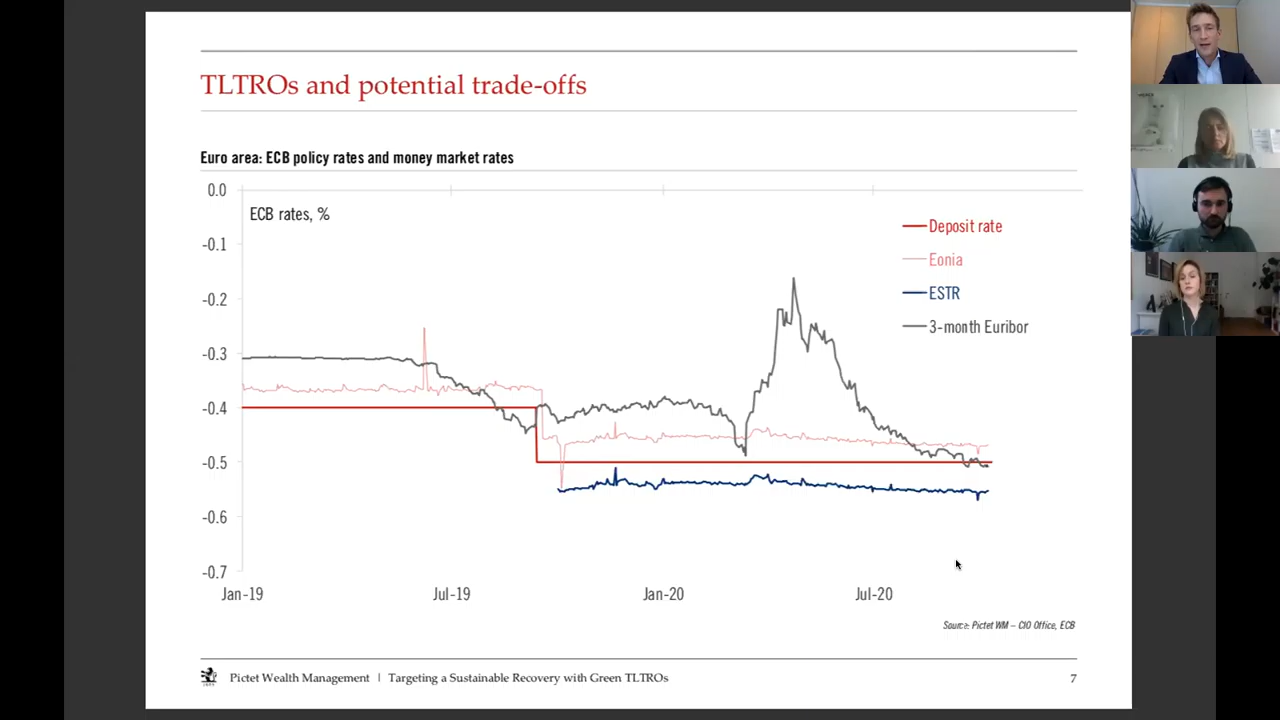 TLTROs and potential trade-offs
Euro area: ECB policy rates and money market rates
0.0
ECB rates, %
-0.1
-0.2
-0.3
-0.4
-0.5
-0.6
-0.7
Deposit rate
Eonia
ESTR
3-month Euribor
Jan-19
Jul-19
Jan-20
Jul-20
Source: Pictet WM – CIO Office, ECB
Pictet Wealth Management | Targeting a Sustainable Recovery with Green TLTROs
7